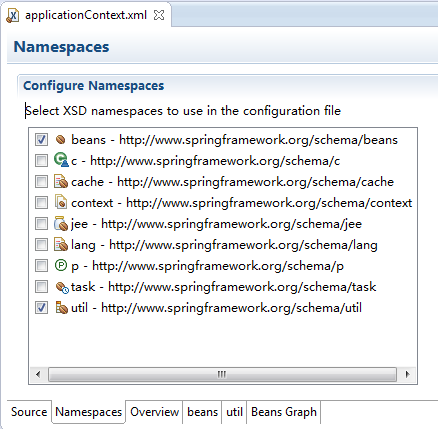 applicationContext.xml
Namespaces
Configure Namespaces
Select XSD namespaces to use in the configuration file
beans - http://www.springframework.org/schema/beans
c - http://www.springframework.org/schema/c
cache - http://www.springframework.org/schema/cache
context - http://www.springframework.org/schema/context
jee - http://www.springframework.org/schema/jee
lang - http://www.springframework.org/schema/lang
p - http://www.springframework.org/schema/p
task - http://www.springframework.org/schema/task
util - http://www.springframework.org/schema/util
Source Namespaces Overview beans util Beans Graph